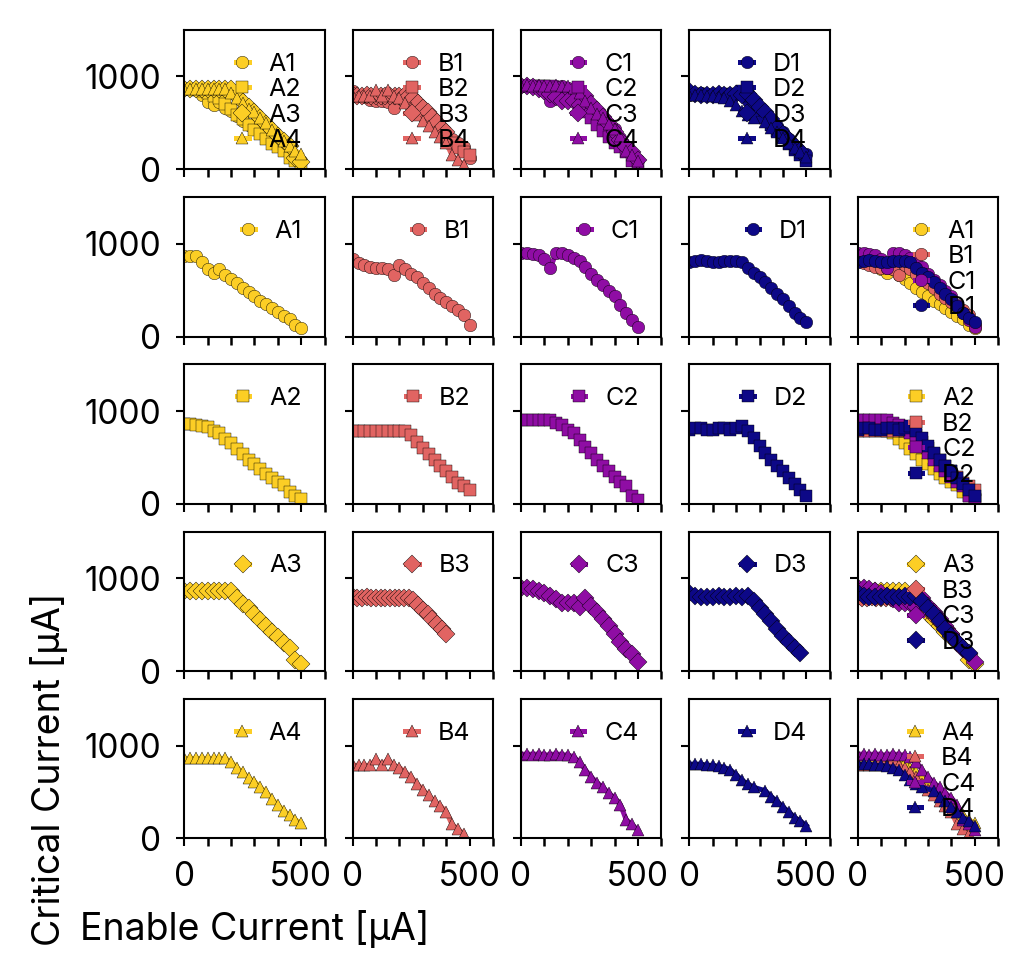 1000
0
A1
A2
A3
A4
B1
B2
B3
B4
C1
C2
C3
C4
D1
D2
D3
D4
1000
0
A1
B1
C1
D1
A1
B1
C1
D1
1000
0
A2
B2
C2
D2
A2
B2
C2
D2
1000
0
A3
B3
C3
D3
A3
B3
C3
D3
1000
0
A4
B4
C4
D4
A4
B4
C4
D4
0 500 0 500 0 500 0 500 0 500
Enable Current [µA]
Critical Current [µA]